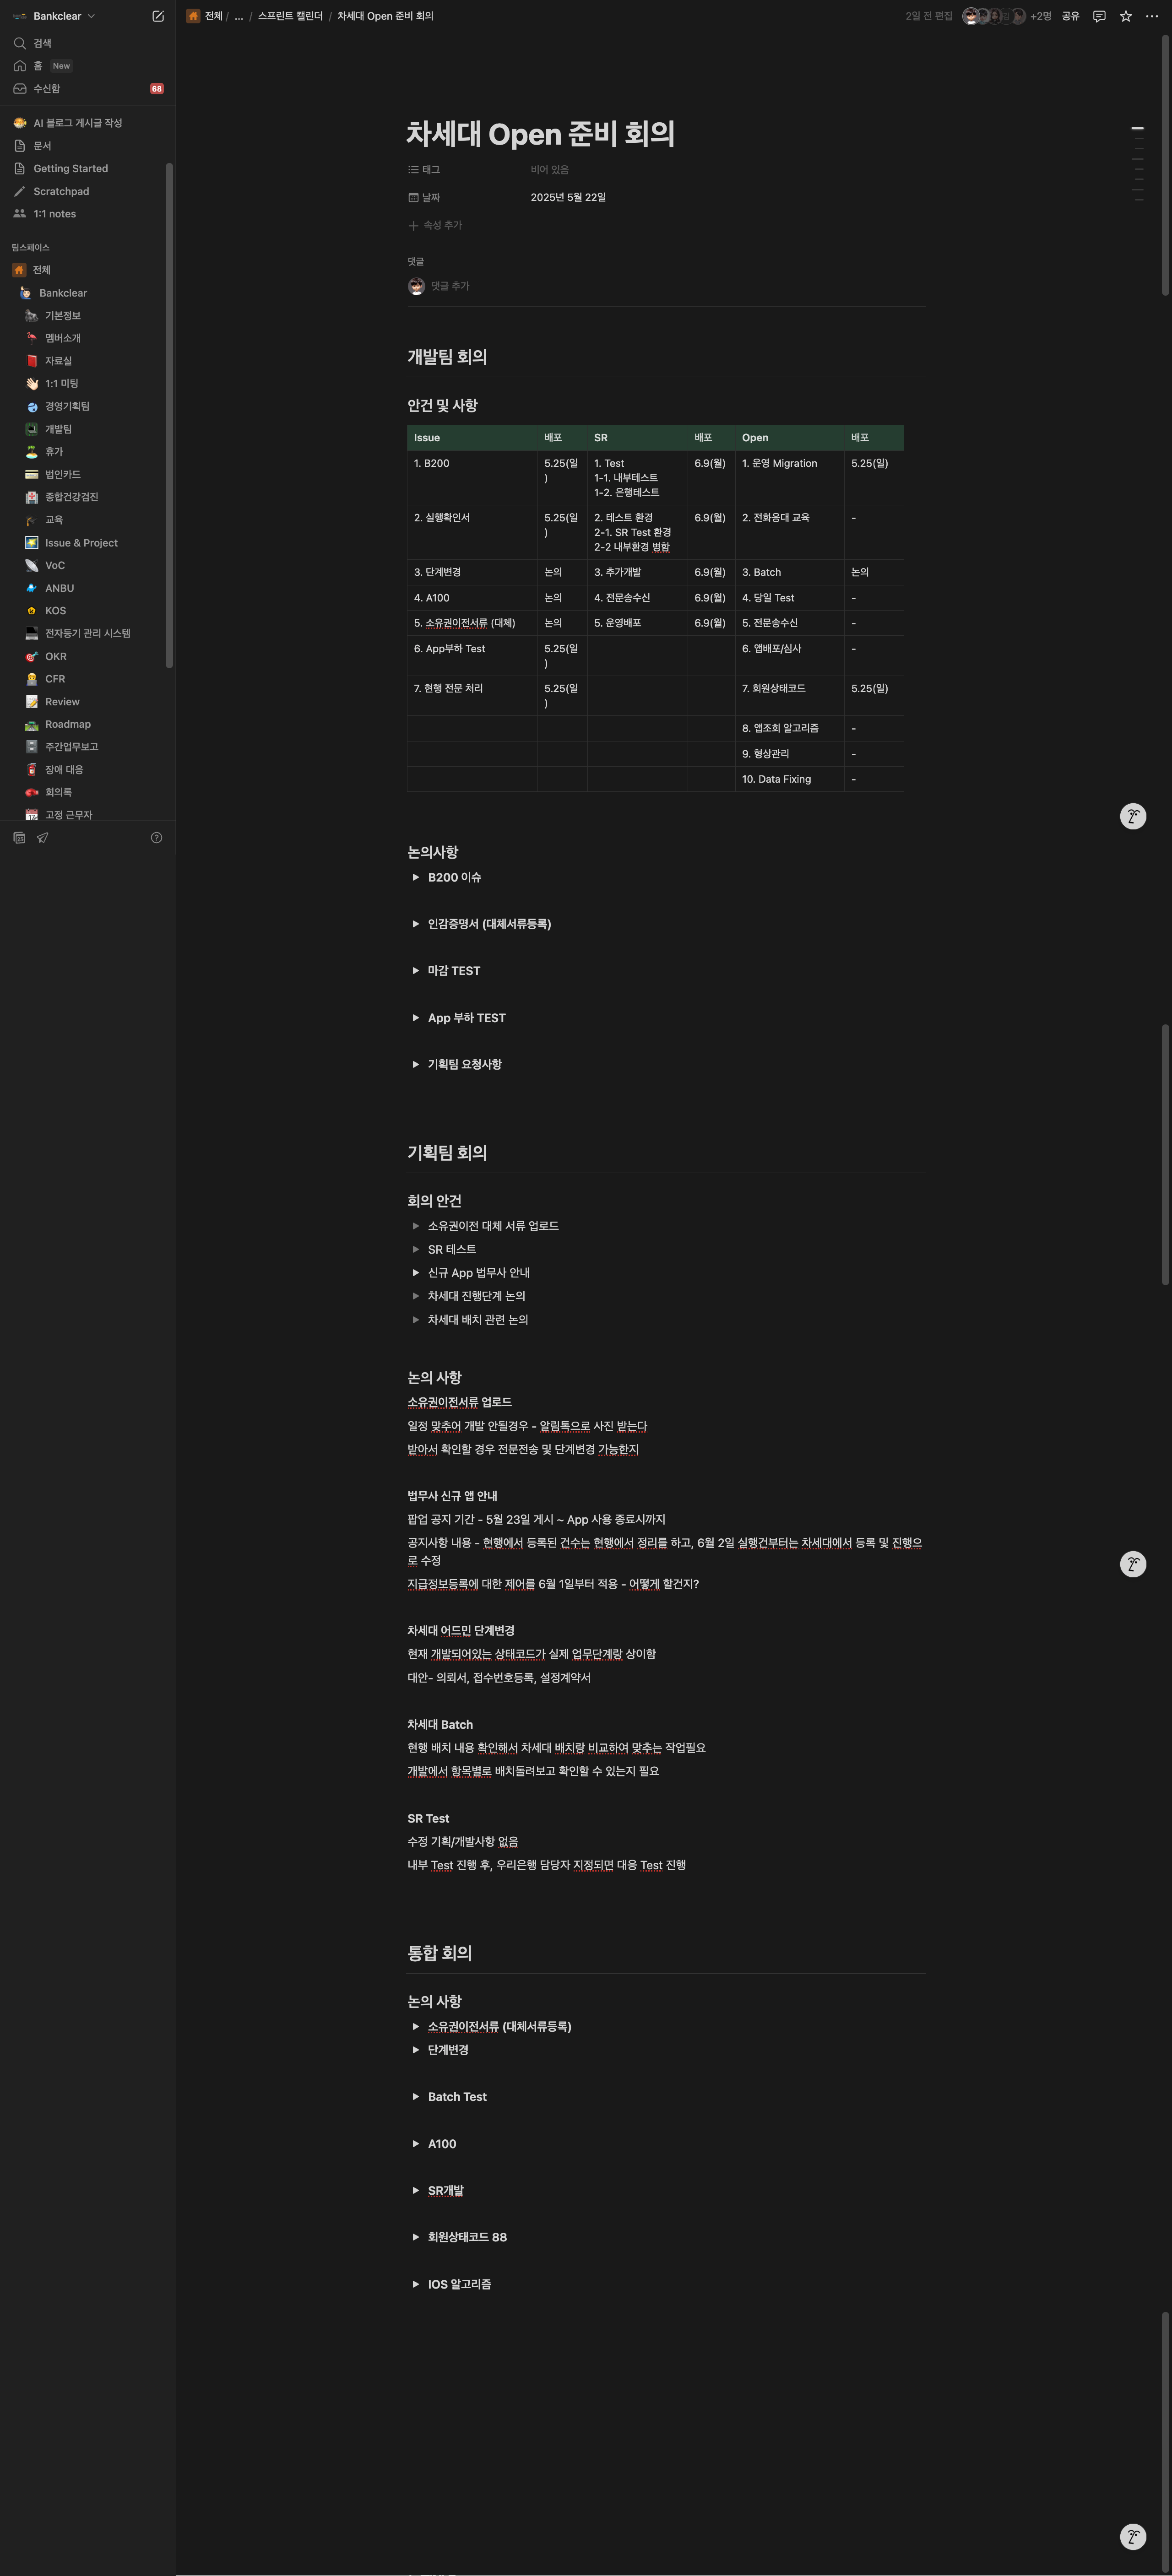 Bankclear
검색
홈 New
수신함 68
AI 블로그 게시글 작성
문서
Getting Started
Scratchpad
1:1 notes
팀스페이스
전체
Bankclear
기본정보
멤버소개
자료실
1:1 미팅
경영기획팀
개발팀
휴가
법인카드
종합건강검진
교육
Issue & Project
VoC
ANBU
KOS
전자등기 관리 시스템
OKR
CFR
Review
Roadmap
주간업무보고
장애 대응
회의록
고정 근무자
전체 / ... / 스프린트 캘린더 / 차세대 Open 준비 회의
2일 전 편집 +2명 공유
차세대 Open 준비 회의
태그 비어 있음
날짜 2025년 5월 22일
속성 추가
댓글
댓글 추가
개발팀 회의
안건 및 사항
Issue 배포 SR 배포 Open 배포
1. B200 5.25(일) 1. Test 6.9(월) 1. 운영 Migration 5.25(일)
1-1. 내부테스트
1-2. 은행테스트
2. 실행확인서 5.25(일) 2. 테스트 환경 6.9(월) 2. 전화응대 교육 -
2-1. SR Test 환경
2-2 내부환경 병합
3. 단계변경 논의 3. 추가개발 6.9(월) 3. Batch 논의
4. A100 논의 4. 전문송수신 6.9(월) 4. 당일 Test -
5. 소유권이전서류 (대체) 논의 5. 운영배포 6.9(월) 5. 전문송수신 -
6. App부하 Test 5.25(일) 6. 앱배포/심사 -
7. 현행 전문 처리 5.25(일) 7. 회원상태코드 5.25(일)
8. 앱조회 알고리즘 -
9. 형상관리 -
10. Data Fixing -
논의사항
B200 이슈
인감증명서 (대체서류등록)
마감 TEST
App 부하 TEST
기획팀 요청사항
기획팀 회의
회의 안건
소유권이전 대체 서류 업로드
SR 테스트
신규 App 법무사 안내
차세대 진행단계 논의
차세대 배치 관련 논의
논의 사항
소유권이전서류 업로드
일정 맞추어 개발 안될경우 - 알림톡으로 사진 받는다
받아서 확인할 경우 전문전송 및 단계변경 가능한지
법무사 신규 앱 안내
팝업 공지 기간 - 5월 23일 게시 ~ App 사용 종료시까지
공지사항 내용 - 현행에서 등록된 건수는 현행에서 정리를 하고, 6월 2일 실행건부터는 차세대에서 등록 및 진행으
로 수정
지급정보등록에 대한 제어를 6월 1일부터 적용 - 어떻게 할건지?
차세대 어드민 단계변경
현재 개발되어있는 상태코드가 실제 업무단계랑 상이함
대안- 의뢰서, 접수번호등록, 설정계약서
차세대 Batch
현행 배치 내용 확인해서 차세대 배치랑 비교하여 맞추는 작업필요
개발에서 항목별로 배치돌려보고 확인할 수 있는지 필요
SR Test
수정 기획/개발사항 없음
내부 Test 진행 후, 우리은행 담당자 지정되면 대응 Test 진행
통합 회의
논의 사항
소유권이전서류 (대체서류등록)
단계변경
Batch Test
A100
SR개발
회원상태코드 88
IOS 알고리즘